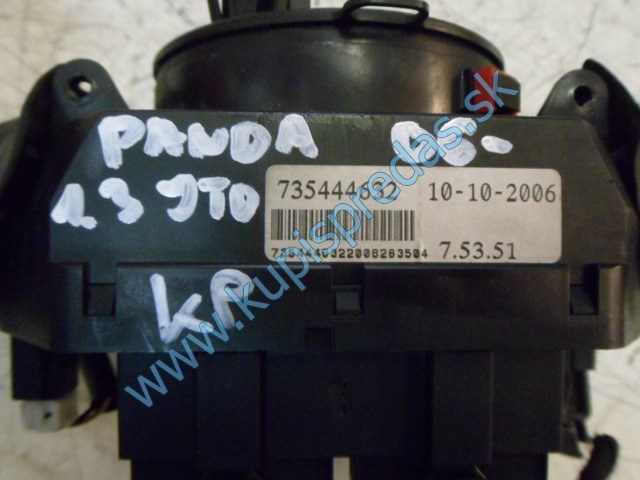 PANDA 06-
1.3 JTD
KP
735444632 10-10-2006
7.53.51
www.kupispredas.sk